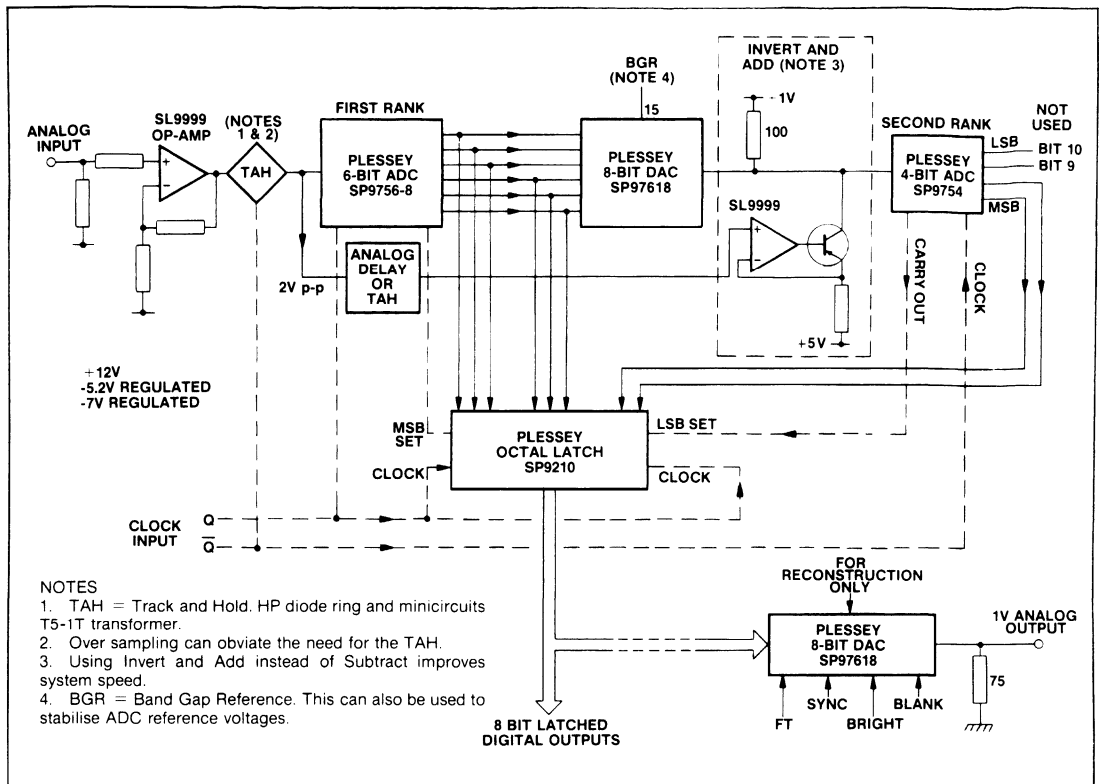 INVERT AND
ADD (NOTE 3)
BGR
(NOTE 4)
15
- 1V
100
SL9999
OP-AMP
(NOTES
1 & 2)
FIRST RANK
SECOND RANK
NOT
USED
ANALOG
INPUT
TAH
PLESSEY
6-BIT ADC
SP9756-8
PLESSEY
8-BIT DAC
SP97618
PLESSEY
4-BIT ADC
SP9754
LSB
BIT 10
BIT 9
MSB
SL9999
+
-
+
-
2V p-p
ANALOG
DELAY
OR
TAH
CARRY OUT
CLOCK
+5V
+12V
-5.2V REGULATED
-7V REGULATED
MSB
SET
PLESSEY
OCTAL LATCH
SP9210
LSB SET
CLOCK
CLOCK
CLOCK
INPUT
Q
Q̅
NOTES
1. TAH = Track and Hold. HP diode ring and minicircuits
T5-1T transformer.
2. Over sampling can obviate the need for the TAH.
3. Using Invert and Add instead of Subtract improves
system speed.
4. BGR = Band Gap Reference. This can also be used to
stabilise ADC reference voltages.
FOR
RECONSTRUCTION
ONLY
PLESSEY
8-BIT DAC
SP97618
1V ANALOG
OUTPUT
75
FT
SYNC
BRIGHT
BLANK
8 BIT LATCHED
DIGITAL OUTPUTS